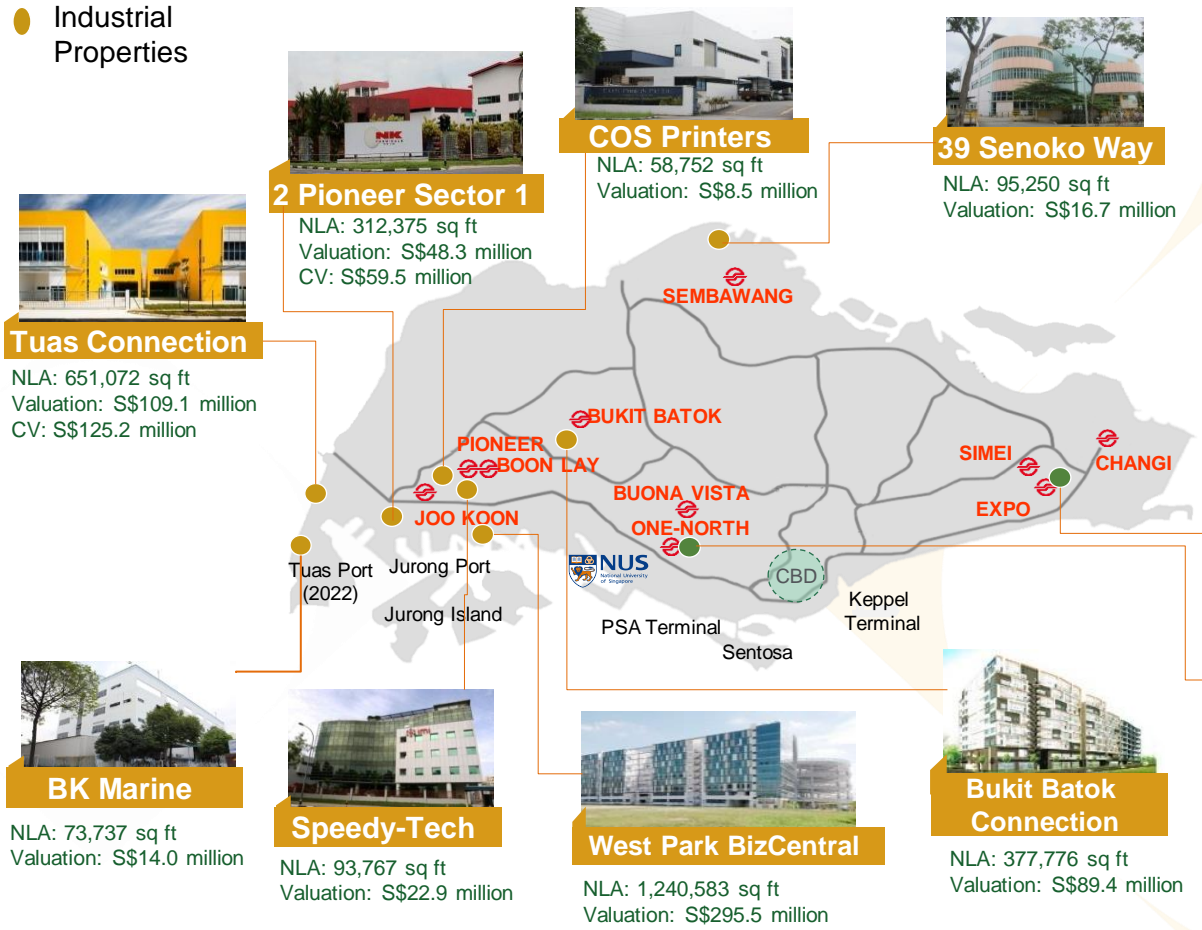 Industrial
Properties
COS Printers
NLA: 58,752 sq ft
Valuation: S$8.5 million
39 Senoko Way
NLA: 95,250 sq ft
Valuation: S$16.7 million
NK
2 Pioneer Sector 1
NLA: 312,375 sq ft
Valuation: S$48.3 million
CV: S$59.5 million
Tuas Connection
NLA: 651,072 sq ft
Valuation: S$109.1 million
CV: S$125.2 million
SEMBAWANG
BUKIT BATOK
PIONEER
BOON LAY
JOO KOON
BUONA VISTA
ONE-NORTH
SIMEI
CHANGI
EXPO
NUS
National University
of Singapore
CBD
Tuas Port
(2022)
Jurong Port
Jurong Island
PSA Terminal
Sentosa
Keppel
Terminal
BK Marine
NLA: 73,737 sq ft
Valuation: S$14.0 million
Speedy-Tech
NLA: 93,767 sq ft
Valuation: S$22.9 million
West Park BizCentral
NLA: 1,240,583 sq ft
Valuation: S$295.5 million
Bukit Batok
Connection
NLA: 377,776 sq ft
Valuation: S$89.4 million